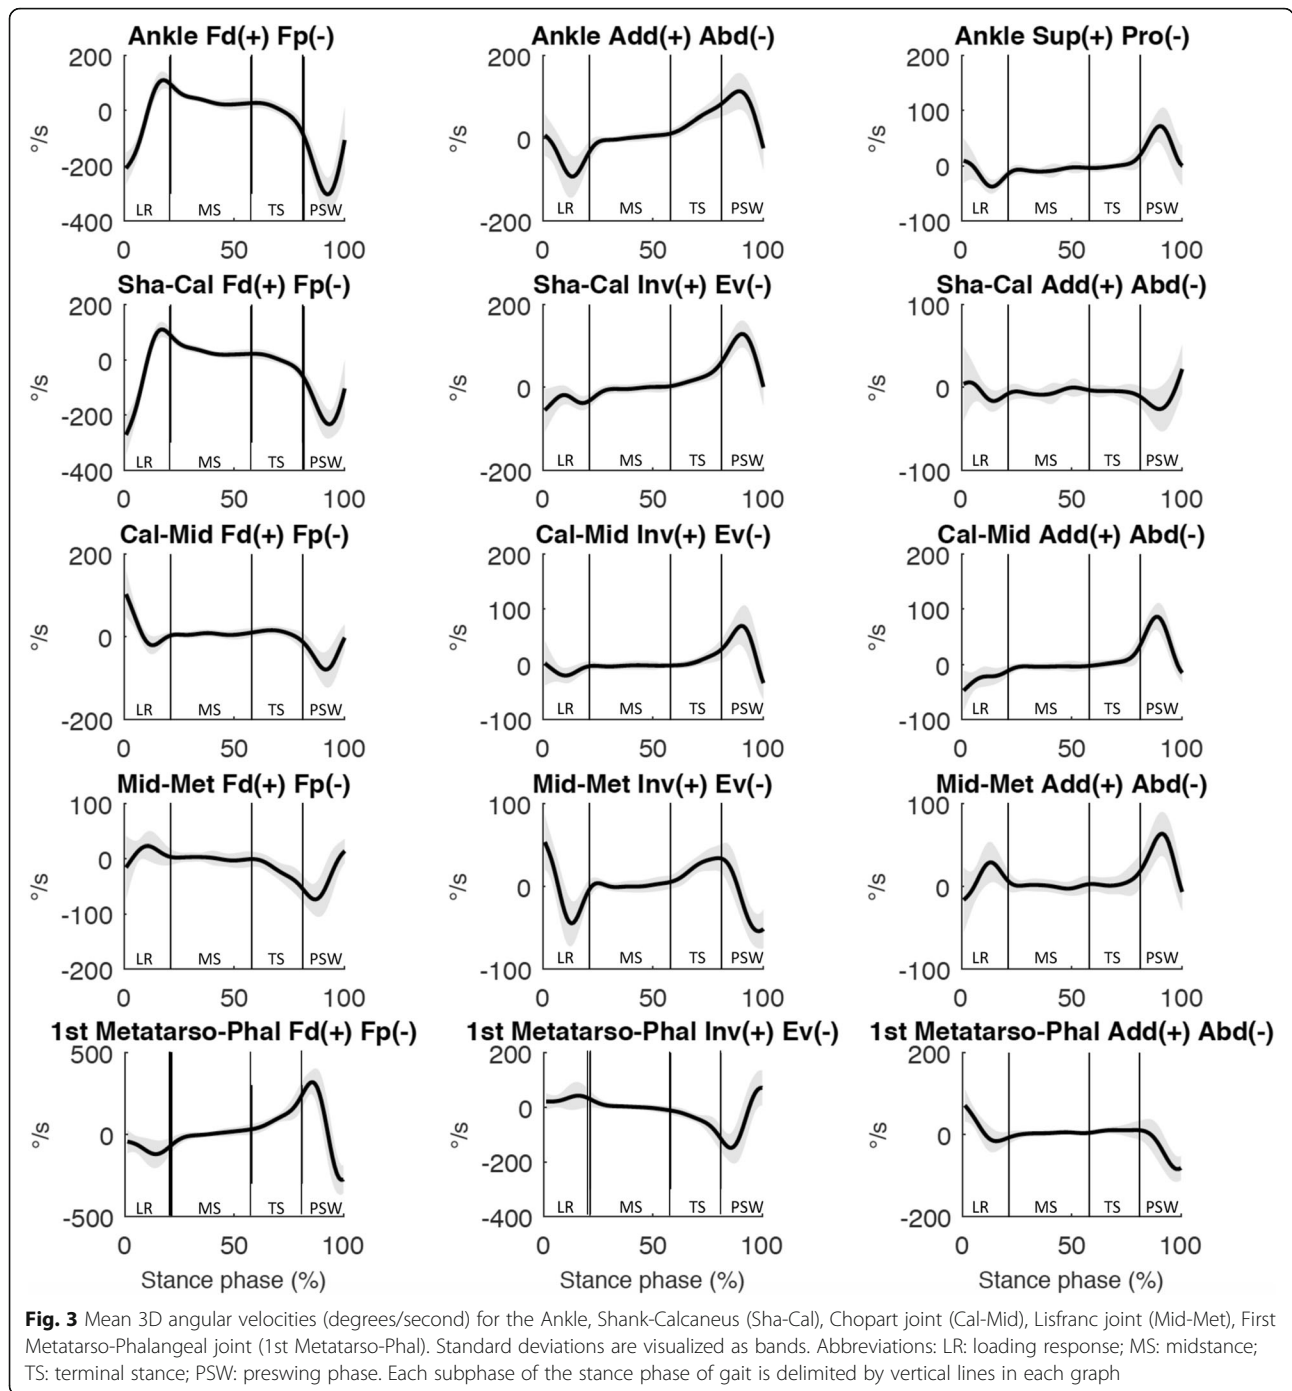 Ankle Fd(+) Fp(-)
200
0
-200
-400
°/s
LR MS TS PSW
0 50 100
Ankle Add(+) Abd(-)
200
0
-200
°/s
LR MS TS PSW
0 50 100
Ankle Sup(+) Pro(-)
200
100
0
-100
°/s
LR MS TS PSW
0 50 100
Sha-Cal Fd(+) Fp(-)
200
0
-200
-400
°/s
LR MS TS PSW
0 50 100
Sha-Cal Inv(+) Ev(-)
200
0
-200
°/s
LR MS TS PSW
0 50 100
Sha-Cal Add(+) Abd(-)
100
0
-100
°/s
LR MS TS PSW
0 50 100
Cal-Mid Fd(+) Fp(-)
200
0
-200
°/s
LR MS TS PSW
0 50 100
Cal-Mid Inv(+) Ev(-)
200
100
0
-100
°/s
LR MS TS PSW
0 50 100
Cal-Mid Add(+) Abd(-)
200
100
0
-100
°/s
LR MS TS PSW
0 50 100
Mid-Met Fd(+) Fp(-)
100
0
-100
-200
°/s
LR MS TS PSW
0 50 100
Mid-Met Inv(+) Ev(-)
100
0
-100
°/s
LR MS TS PSW
0 50 100
Mid-Met Add(+) Abd(-)
100
0
-100
°/s
LR MS TS PSW
0 50 100
1st Metatarso-Phal Fd(+) Fp(-)
500
0
-500
°/s
LR MS TS PSW
0 50 100
Stance phase (%)
1st Metatarso-Phal Inv(+) Ev(-)
200
0
-200
-400
°/s
LR MS TS PSW
0 50 100
Stance phase (%)
1st Metatarso-Phal Add(+) Abd(-)
200
0
-200
°/s
LR MS TS PSW
0 50 100
Stance phase (%)
Fig. 3 Mean 3D angular velocities (degrees/second) for the Ankle, Shank-Calcaneus (Sha-Cal), Chopart joint (Cal-Mid), Lisfranc joint (Mid-Met), First
Metatarso-Phalangeal joint (1st Metatarso-Phal). Standard deviations are visualized as bands. Abbreviations: LR: loading response; MS: midstance;
TS: terminal stance; PSW: preswing phase. Each subphase of the stance phase of gait is delimited by vertical lines in each graph